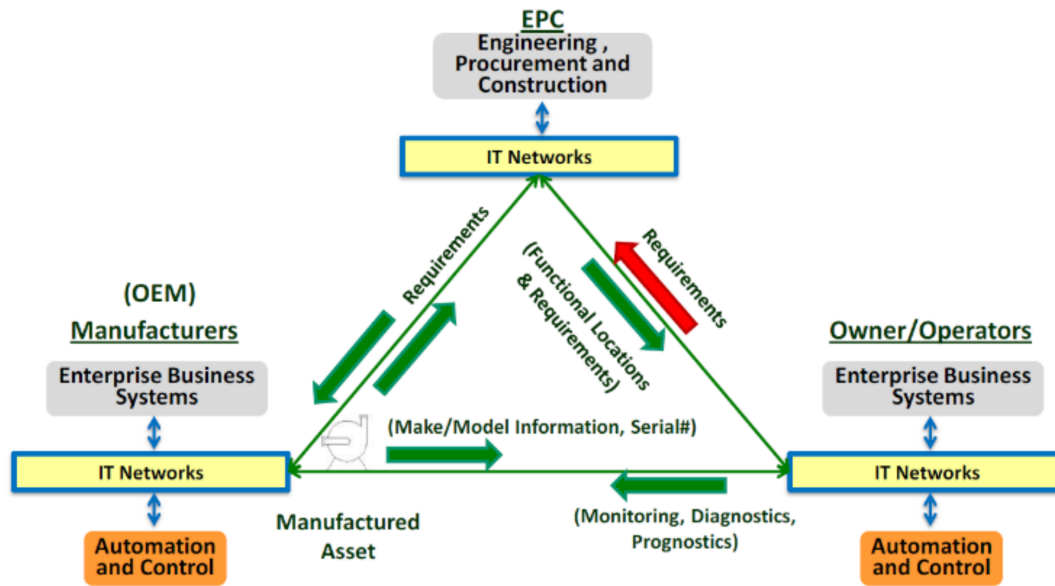 EPC
Engineering ,
Procurement and
Construction
IT Networks
Requirements
Requirements
(Functional Locations
& Requirements)
(OEM)
Manufacturers
Enterprise Business
Systems
IT Networks
Automation
and Control
Owner/Operators
Enterprise Business
Systems
IT Networks
Automation
and Control
(Make/Model Information, Serial#)
Manufactured
Asset
(Monitoring, Diagnostics,
Prognostics)